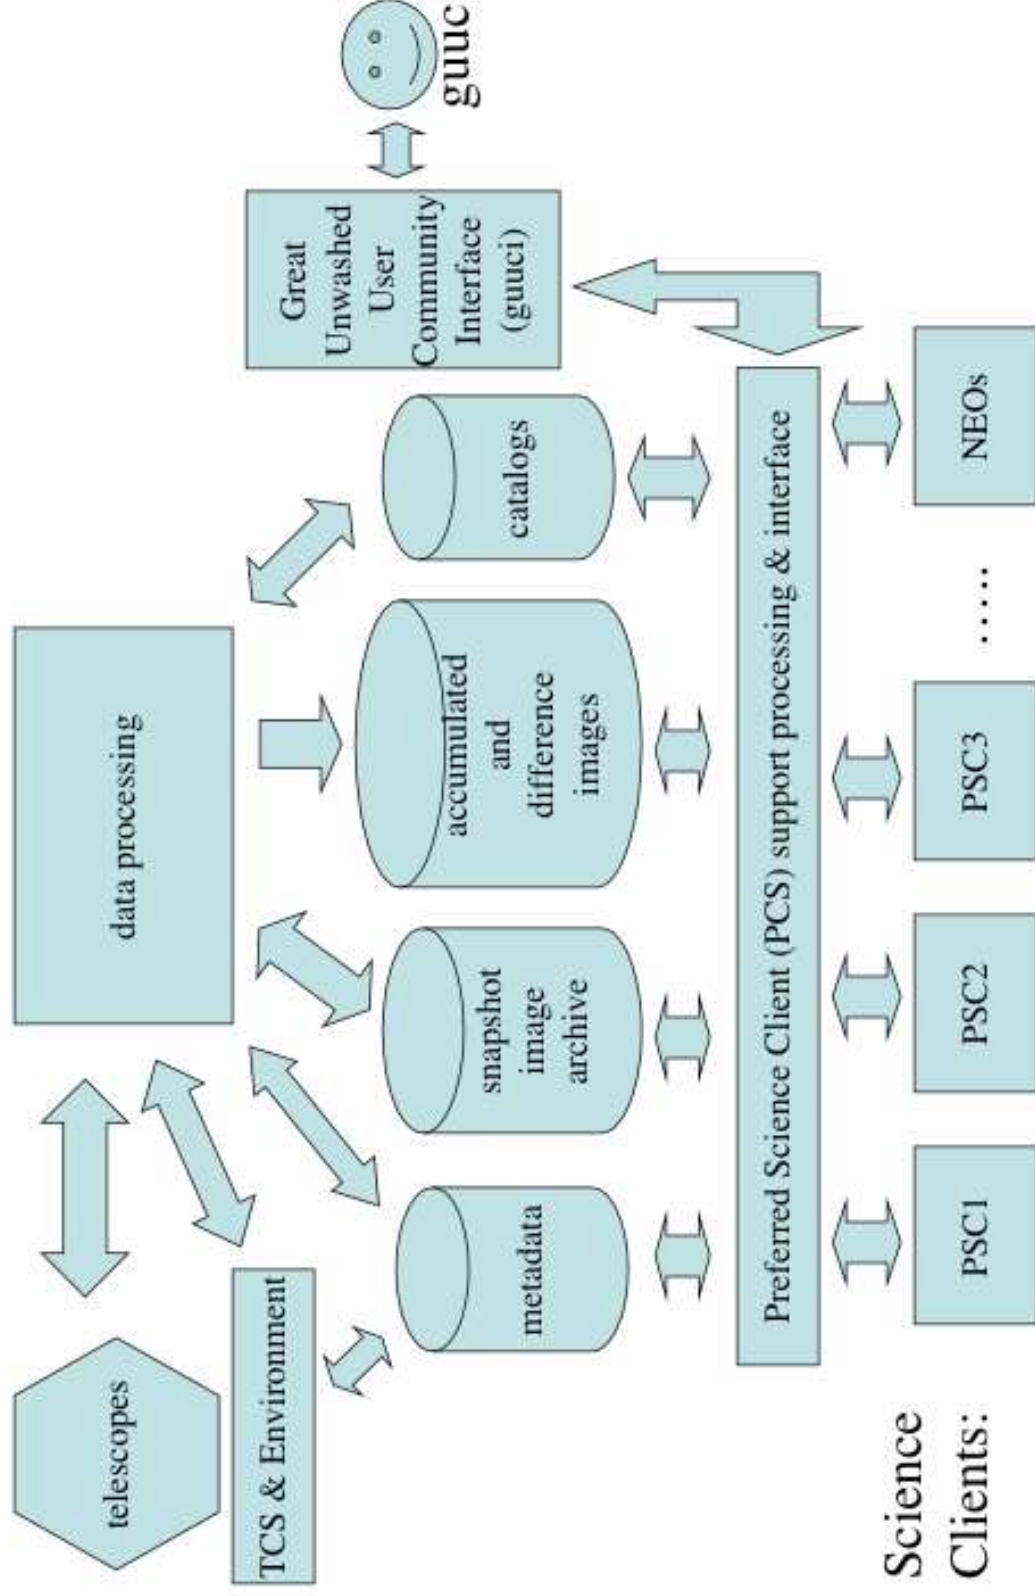 telescopes
data processing
TCS & Environment
metadata
snapshot
image
archive
accumulated
and
difference
images
catalogs
Great
Unwashed
User
Community
Interface
(guuci)
guuc
Preferred Science Client (PCS) support processing & interface
Science
Clients:
PSC1
PSC2
PSC3
.....
NEOs